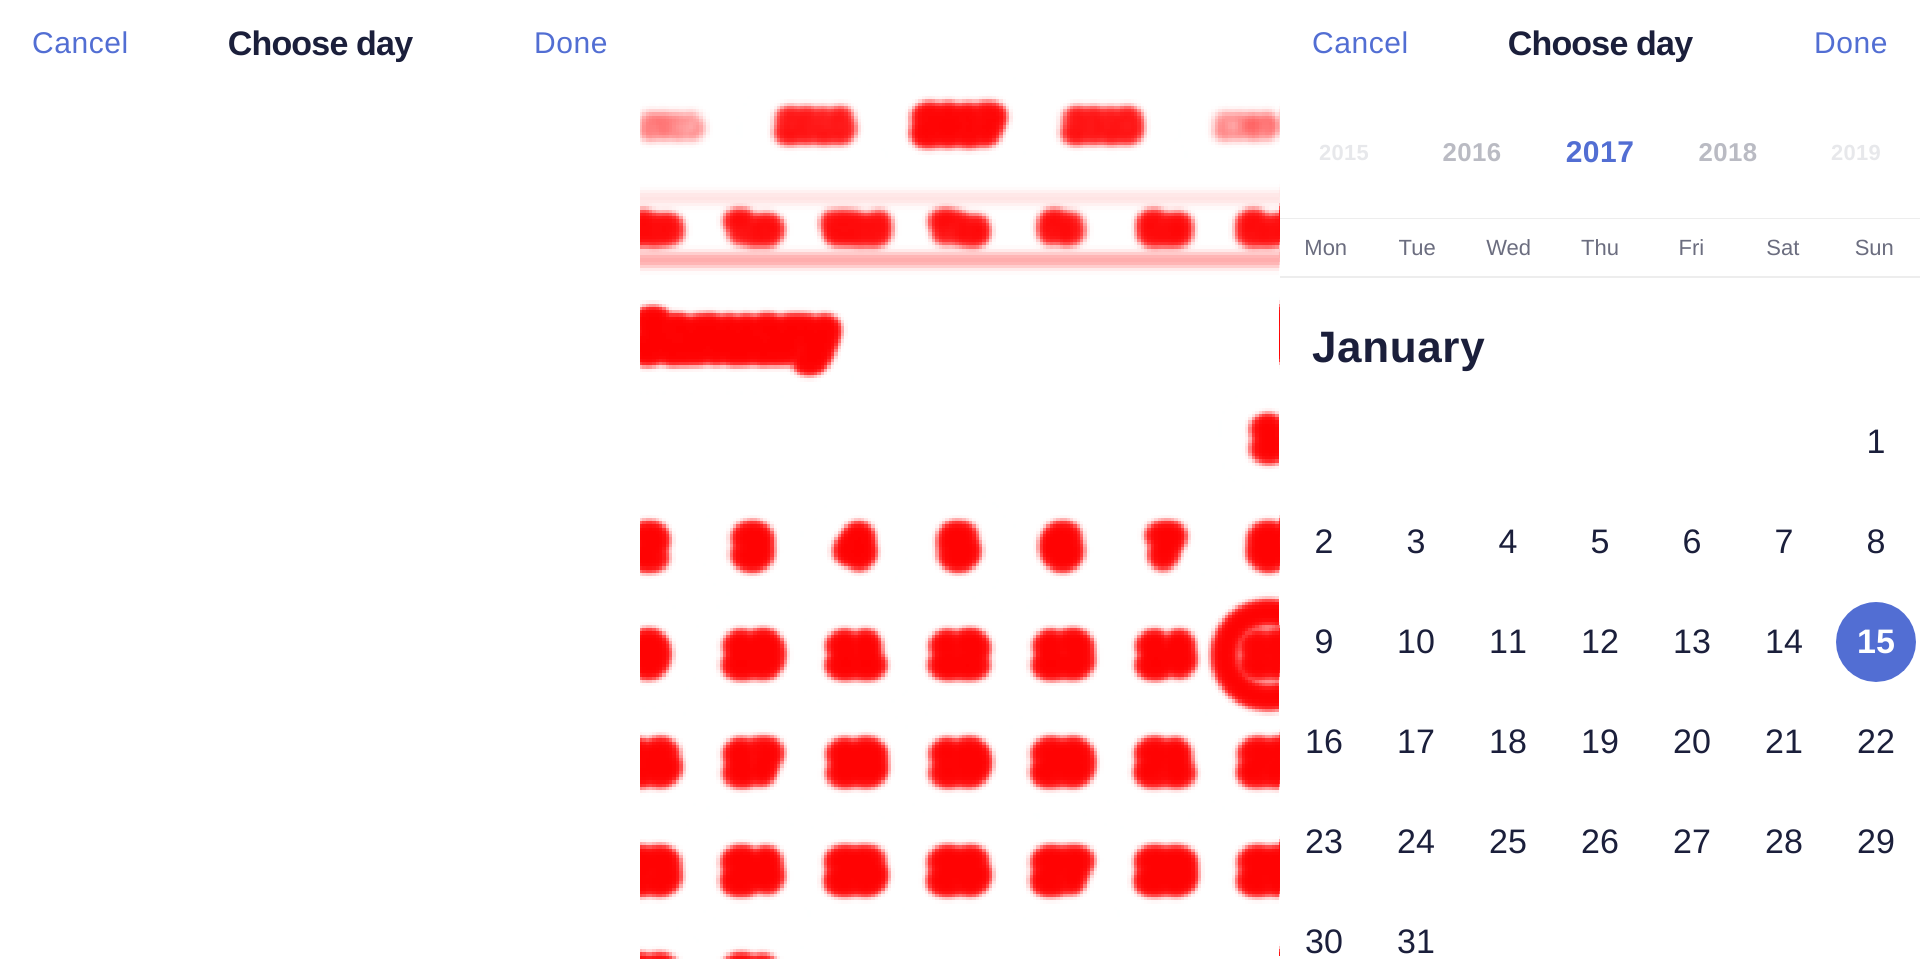 Cancel Choose day Done
Cancel Choose day Done
2015 2016 2017 2018 2019
Mon Tue Wed Thu Fri Sat Sun
January
1
2 3 4 5 6 7 8
9 10 11 12 13 14 15
16 17 18 19 20 21 22
23 24 25 26 27 28 29
30 31